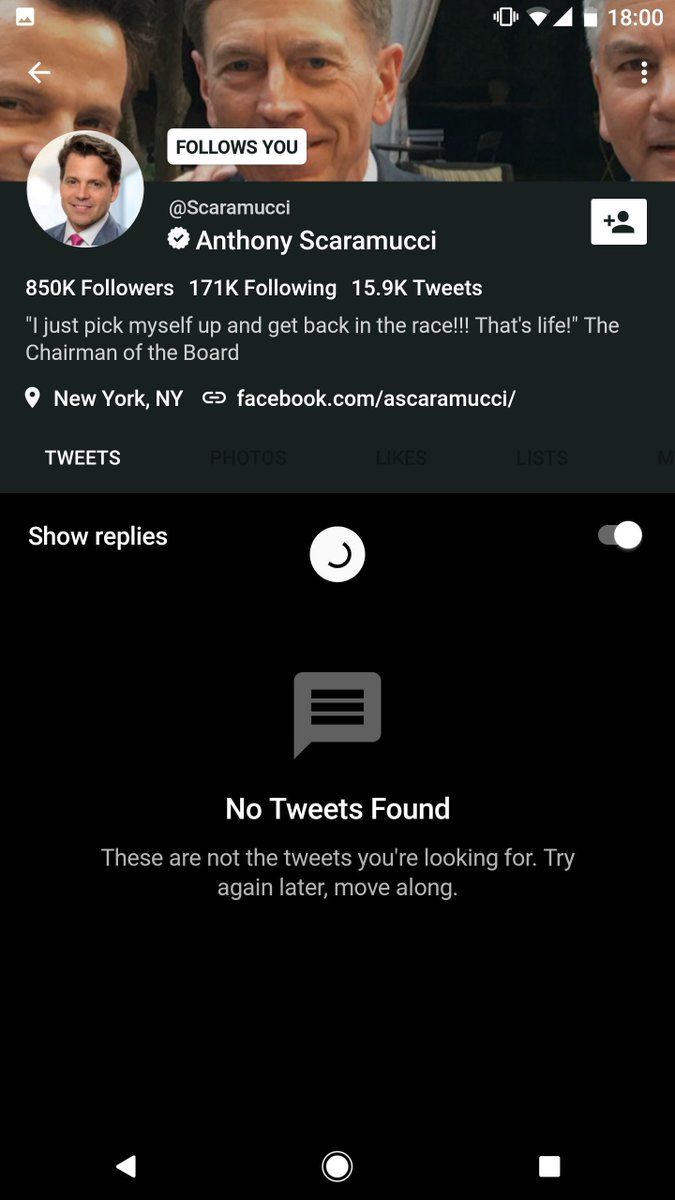 18:00
FOLLOWS YOU
@Scaramucci
Anthony Scaramucci
850K Followers 171K Following 15.9K Tweets
"I just pick myself up and get back in the race!!! That's life!" The
Chairman of the Board
New York, NY facebook.com/ascaramucci/
TWEETS PHOTOS LIKES LISTS M
Show replies
No Tweets Found
These are not the tweets you're looking for. Try
again later, move along.